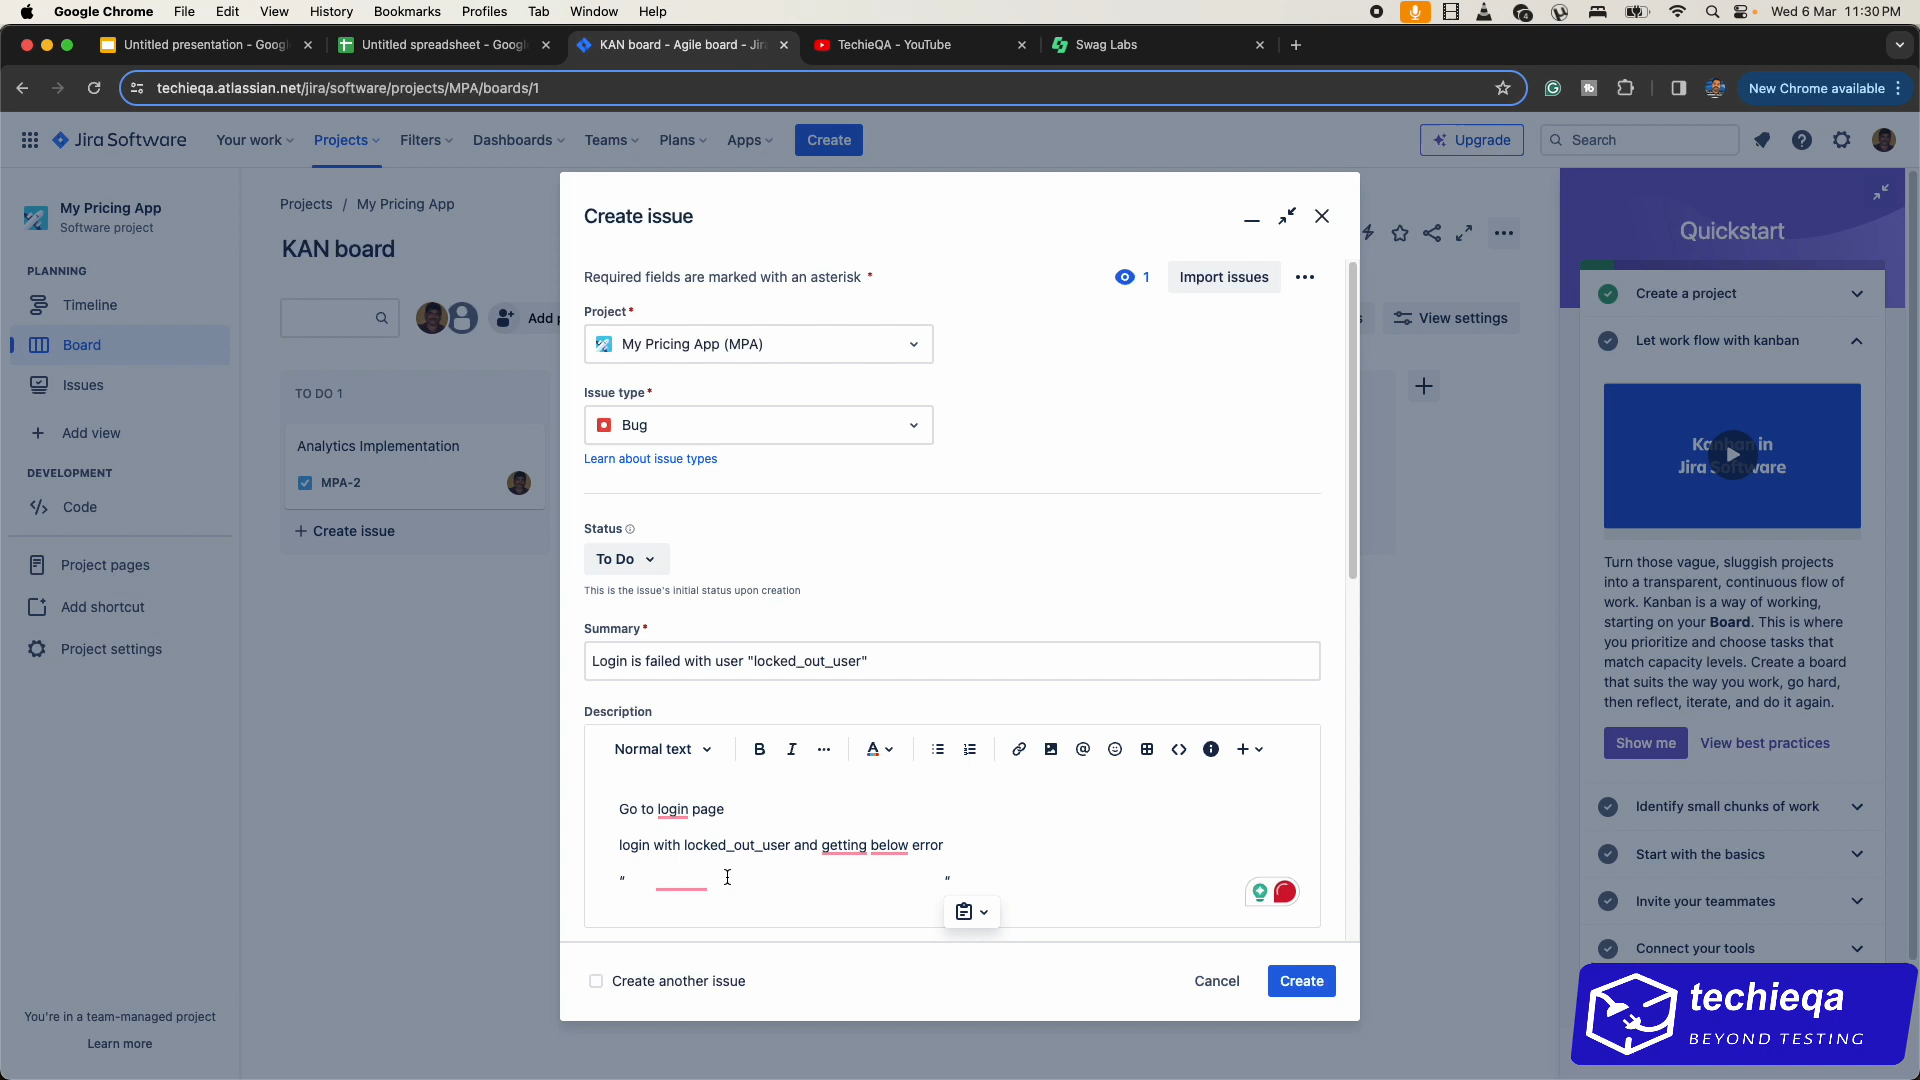 Google Chrome File Edit View History Bookmarks Profiles Tab Window Help Wed 6 Mar 11:30 PM
Untitled presentation - Googl
Untitled spreadsheet - Googl
KAN board - Agile board - Jir
TechieQA - YouTube
Swag Labs
techieqa.atlassian.net/jira/software/projects/MPA/boards/1
New Chrome available
Jira Software Your work Projects Filters Dashboards Teams Plans Apps Create Upgrade Search
My Pricing App
Software project
PLANNING
Timeline
Board
Issues
Add view
DEVELOPMENT
Code
Project pages
Add shortcut
Project settings
You're in a team-managed project
Learn more
Projects / My Pricing App
KAN board
Add p
View settings
TO DO 1
Analytics Implementation
MPA-2
Create issue
Create issue
Required fields are marked with an asterisk *
1
Import issues
Project *
My Pricing App (MPA)
Issue type *
Bug
Learn about issue types
Status
To Do
This is the issue's initial status upon creation
Summary *
Login is failed with user "locked_out_user"
Description
Normal text
Go to login page
login with locked_out_user and getting below error
“ “
Create another issue
Cancel
Create
Quickstart
Create a project
Let work flow with kanban
Kanban in
Jira Software
Turn those vague, sluggish projects
into a transparent, continuous flow of
work. Kanban is a way of working,
starting on your Board. This is where
you prioritize and choose tasks that
match capacity levels. Create a board
that suits the way you work, go hard,
then reflect, iterate, and do it again.
Show me
View best practices
Identify small chunks of work
Start with the basics
Invite your teammates
Connect your tools
techieqa
BEYOND TESTING